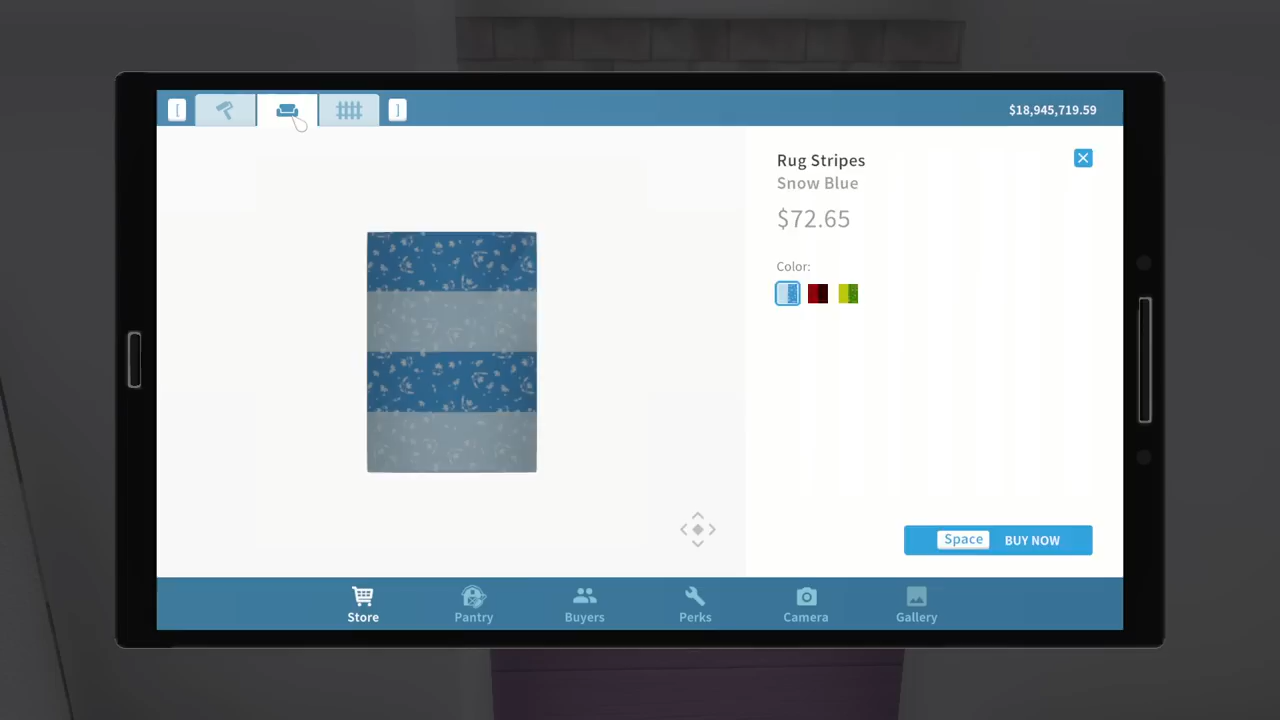 [
]
$18,945,719.59
Rug Stripes
Snow Blue
$72.65
Color:
Space BUY NOW
Store Pantry Buyers Perks Camera Gallery